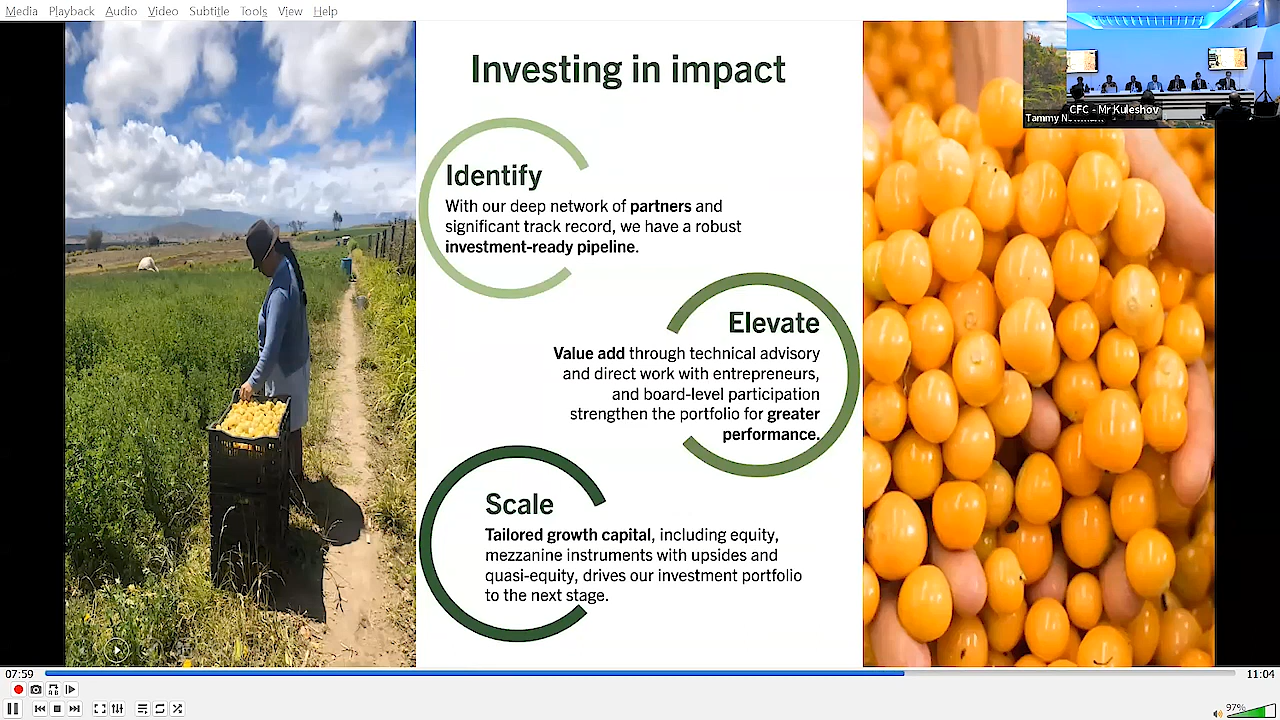 Media Playback Audio Video Subtitle Tools View Help
Investing in impact
CFC - Mr Kuleshov
Tammy
Identify
With our deep network of partners and
significant track record, we have a robust
investment-ready pipeline.
Elevate
Value add through technical advisory
and direct work with entrepreneurs,
and board-level participation
strengthen the portfolio for greater
performance.
Scale
Tailored growth capital, including equity,
mezzanine instruments with upsides and
quasi-equity, drives our investment portfolio
to the next stage.
07:59
11:04
97%